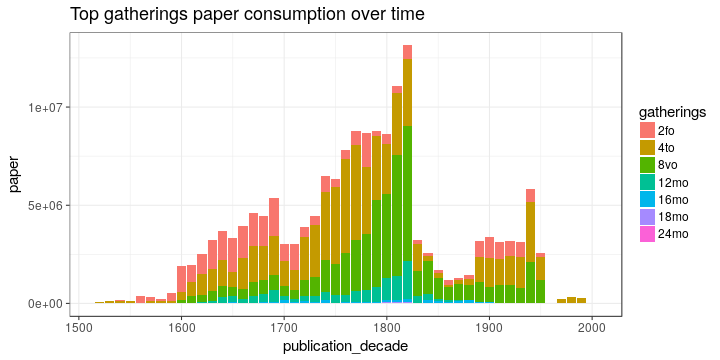 Top gatherings paper consumption over time
paper
1e+07
5e+06
0e+00
1500 1600 1700 1800 1900 2000
publication_decade
gatherings
2fo
4to
8vo
12mo
16mo
18mo
24mo